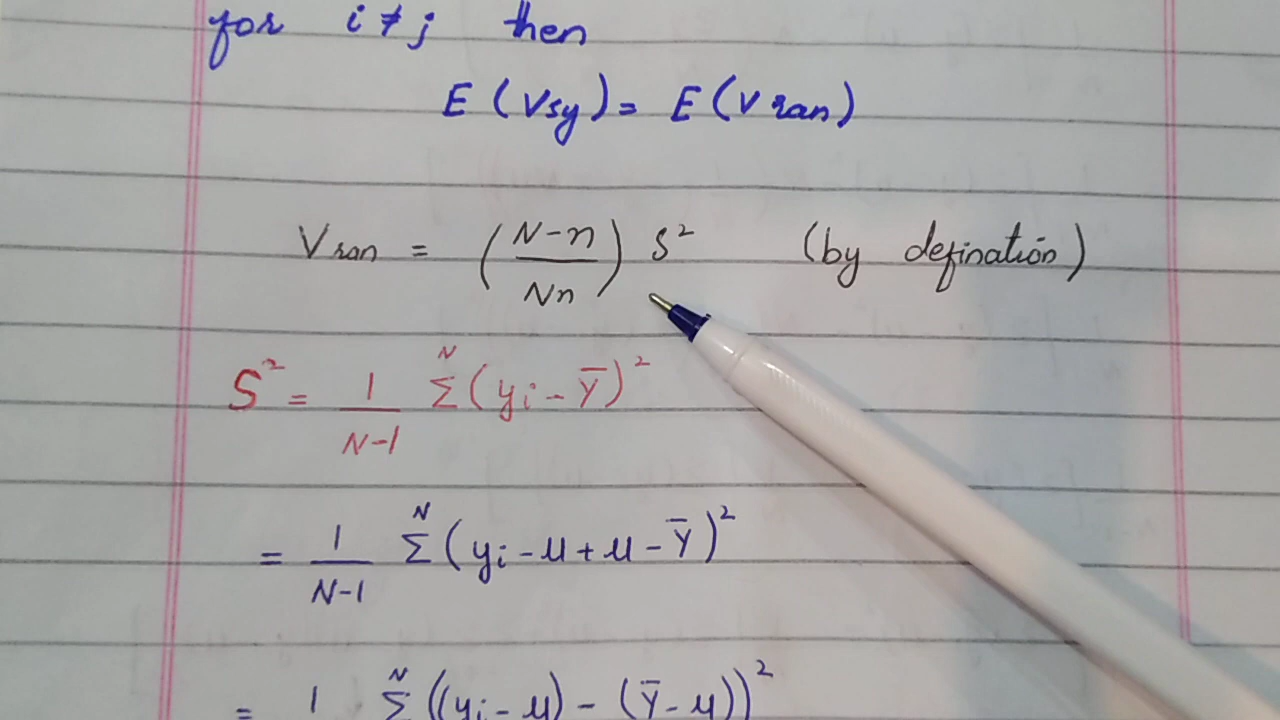 for i ≠ j then
E (Vsy) = E (V ran)
V ran = (N-n / Nn) S² (by defination)
S² = 1/N-1 Σ^N (yi - Ȳ)²
= 1/N-1 Σ^N (yi - μ + μ - Ȳ)²
= 1 Σ^N ((yi - μ) - (Ȳ - μ))²